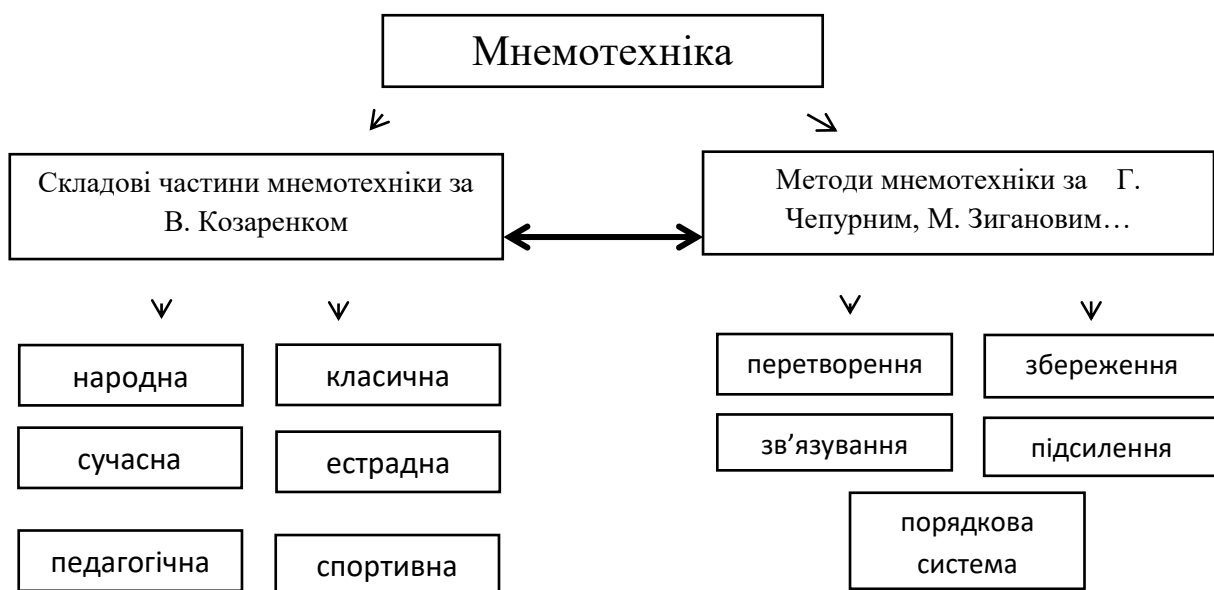 Мнемотехніка
Складові частини мнемотехніки за
В. Козаренком
Методи мнемотехніки за Г.
Чепурним, М. Зигановим…
народна
класична
сучасна
естрадна
педагогічна
спортивна
перетворення
збереження
зв’язування
підсилення
порядкова
система